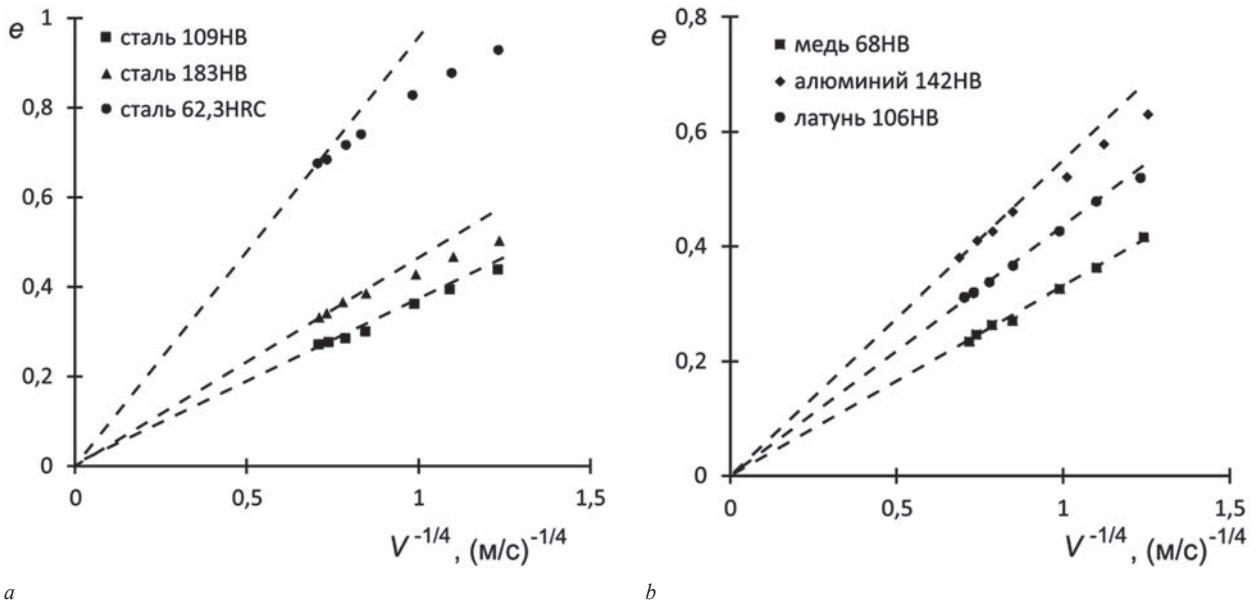 e
1
0,8
0,6
0,4
0,2
0
0
0,5
1
1,5
сталь 109HB
сталь 183HB
сталь 62,3HRC
V -1/4, (м/с) -1/4
a
e
0,8
0,6
0,4
0,2
0
0
0,5
1
1,5
медь 68HB
алюминий 142HB
латунь 106HB
V -1/4, (м/с) -1/4
b